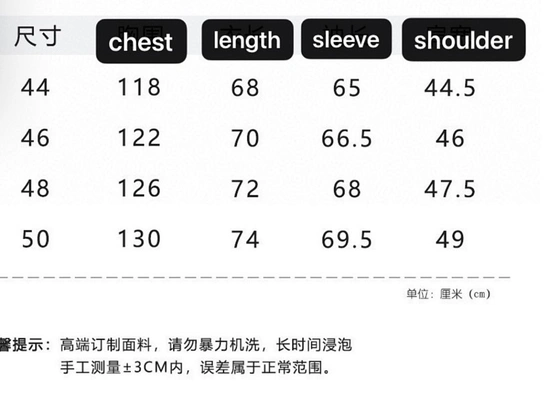 尺寸 chest length sleeve shoulder
44 118 68 65 44.5
46 122 70 66.5 46
48 126 72 68 47.5
50 130 74 69.5 49
单位：厘米（cm）
馨提示：高端订制面料，请勿暴力机洗，长时间浸泡
手工测量±3CM内，误差属于正常范围。